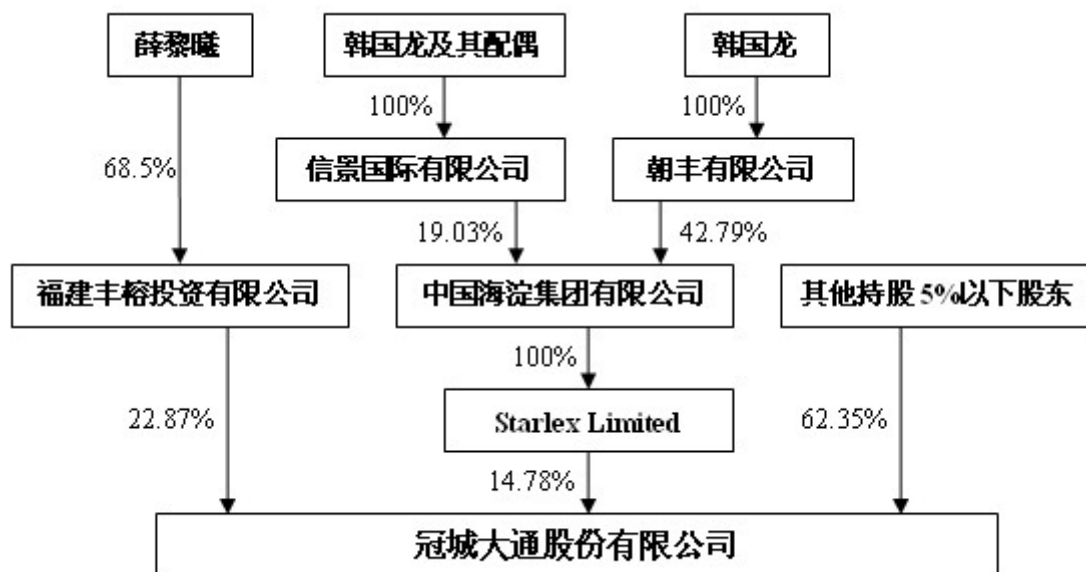 薛黎曦
韩国龙及其配偶
韩国龙
100%
100%
68.5%
信景国际有限公司
朝丰有限公司
19.03%
42.79%
福建丰榕投资有限公司
中国海淀集团有限公司
其他持股 5%以下股东
100%
22.87%
Starlex Limited
62.35%
14.78%
冠城大通股份有限公司